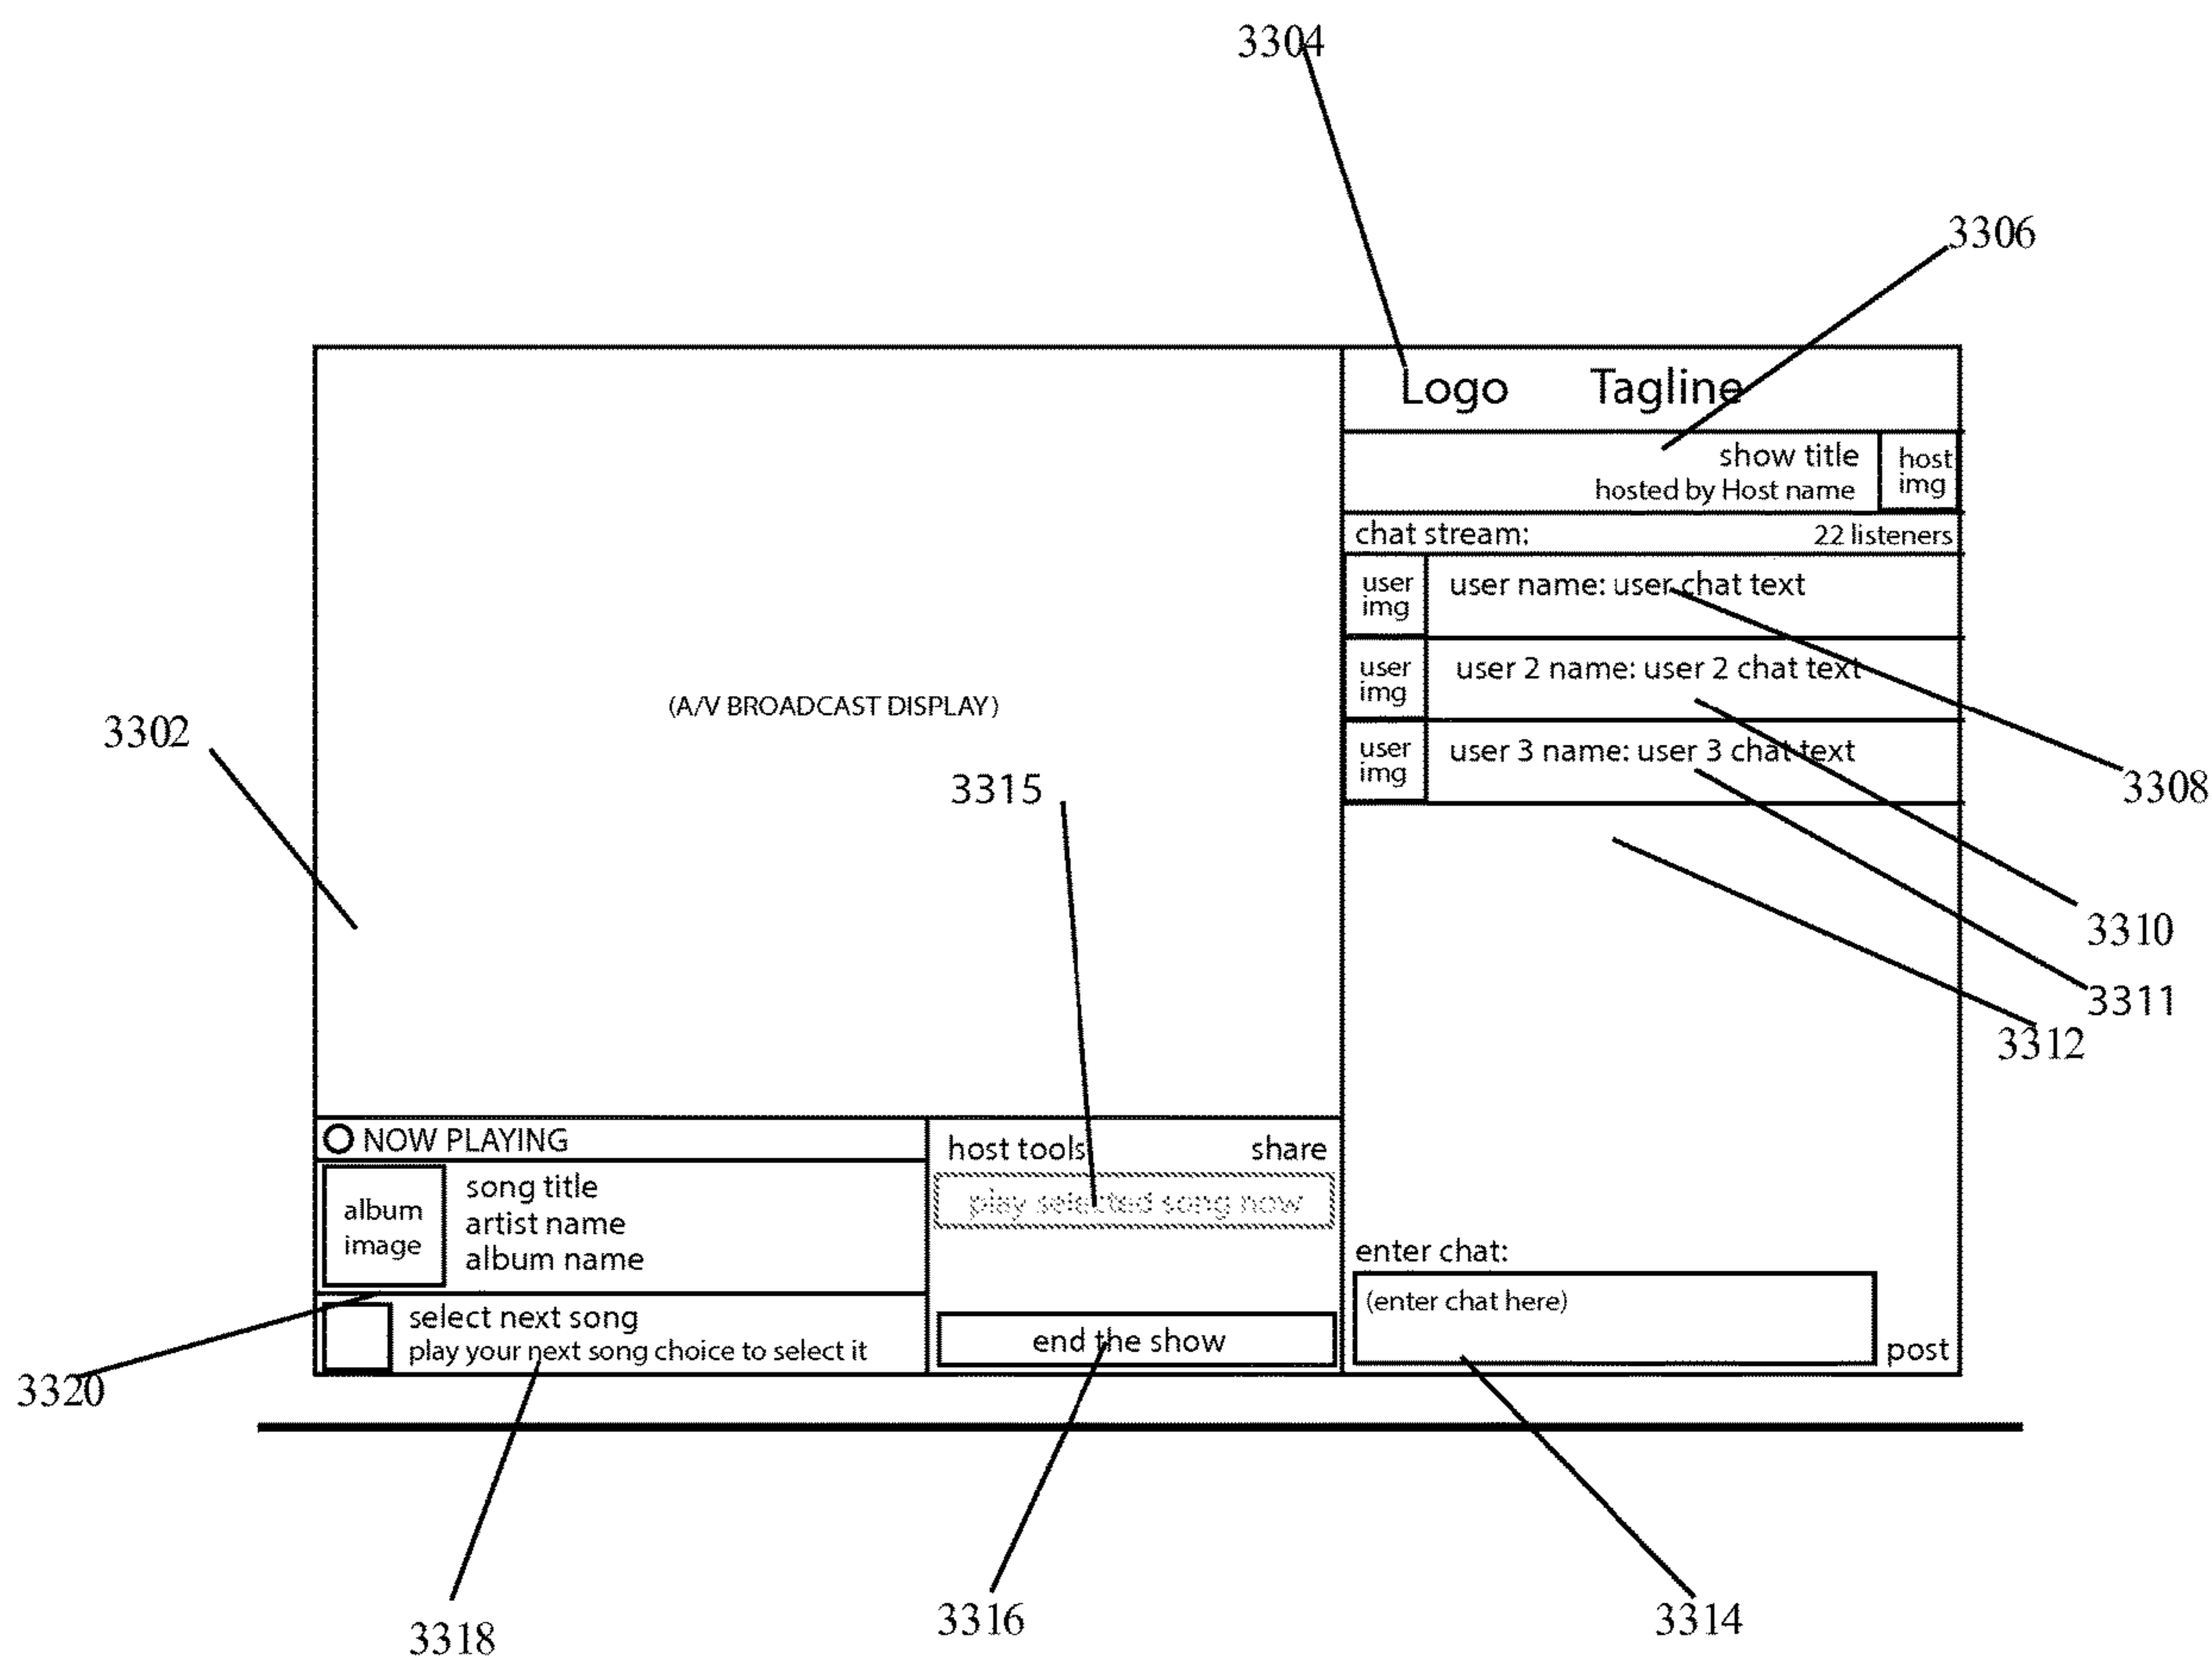 3304
3306
Logo Tagline
show title
hosted by Host name
host
img
chat stream: 22 listeners
user
img
user name: user chat text
user
img
user 2 name: user 2 chat text
user
img
user 3 name: user 3 chat text
(A/V BROADCAST DISPLAY)
3302
3315
3308
3310
3311
3312
NOW PLAYING
album
image
song title
artist name
album name
select next song
play your next song choice to select it
host tools share
play selected song now
end the show
enter chat:
(enter chat here)
post
3320
3318
3316
3314